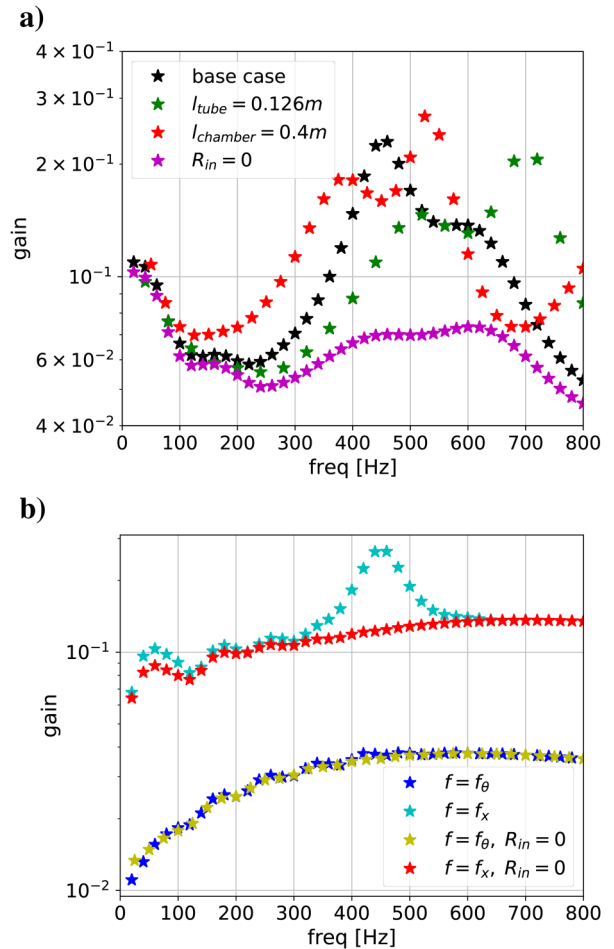 a)
4 × 10⁻¹
3 × 10⁻¹
2 × 10⁻¹
10⁻¹
6 × 10⁻²
4 × 10⁻²
gain
base case
l_tube = 0.126m
l_chamber = 0.4m
R_in = 0
0 100 200 300 400 500 600 700 800
freq [Hz]
b)
10⁻¹
10⁻²
gain
f = f_θ
f = f_x
f = f_θ, R_in = 0
f = f_x, R_in = 0
0 100 200 300 400 500 600 700 800
freq [Hz]